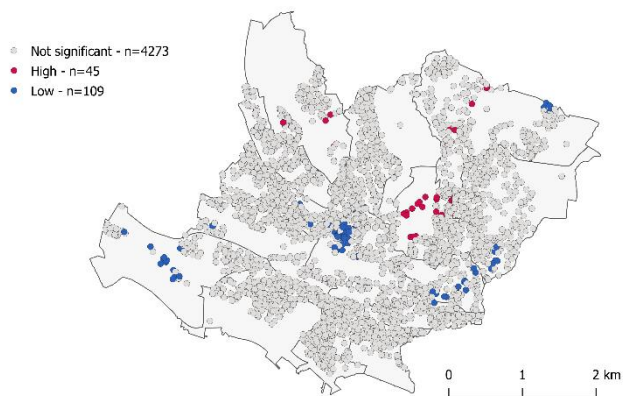 Not significant - n=4273
High - n=45
Low - n=109
0 1 2 km